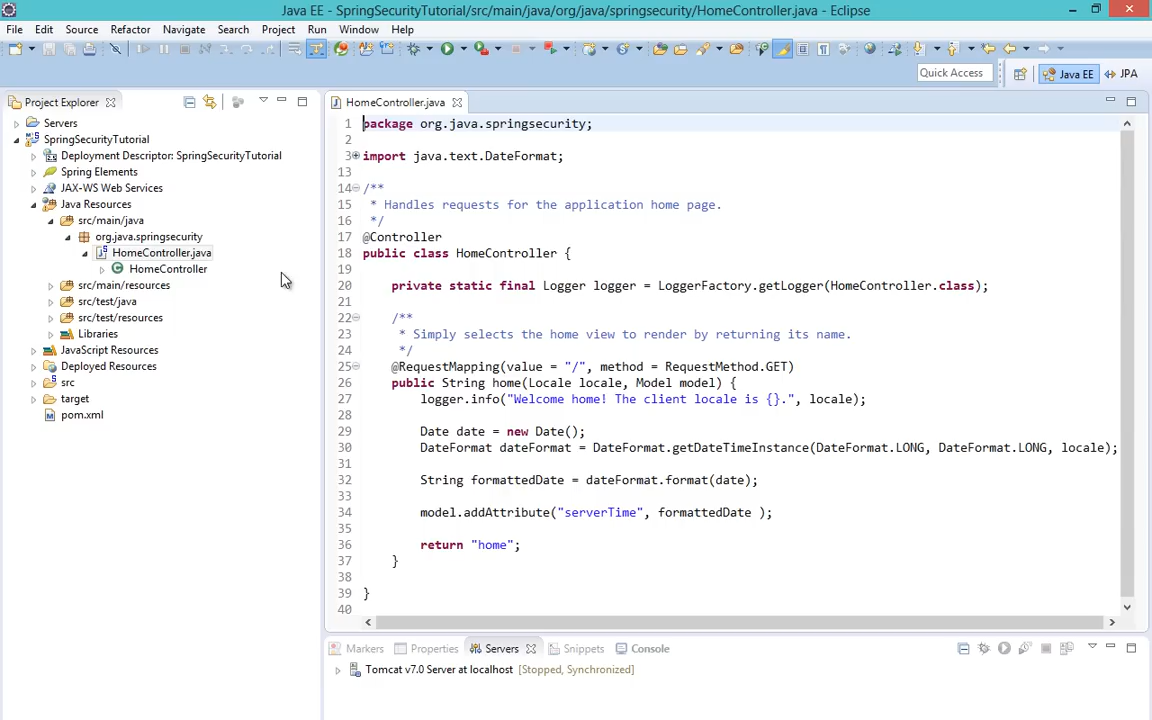 Java EE - SpringSecurityTutorial/src/main/java/org/java/springsecurity/HomeController.java - Eclipse
File Edit Source Refactor Navigate Search Project Run Window Help
Quick Access Java EE JPA
Project Explorer
Servers
SpringSecurityTutorial
Deployment Descriptor: SpringSecurityTutorial
Spring Elements
JAX-WS Web Services
Java Resources
src/main/java
org.java.springsecurity
HomeController.java
HomeController
src/main/resources
src/test/java
src/test/resources
Libraries
JavaScript Resources
Deployed Resources
src
target
pom.xml
HomeController.java
1 package org.java.springsecurity;
2
3 import java.text.DateFormat;
13
14 /**
15 * Handles requests for the application home page.
16 */
17 @Controller
18 public class HomeController {
19
20 private static final Logger logger = LoggerFactory.getLogger(HomeController.class);
21
22 /**
23 * Simply selects the home view to render by returning its name.
24 */
25 @RequestMapping(value = "/", method = RequestMethod.GET)
26 public String home(Locale locale, Model model) {
27 logger.info("Welcome home! The client locale is {}.", locale);
28
29 Date date = new Date();
30 DateFormat dateFormat = DateFormat.getDateTimeInstance(DateFormat.LONG, DateFormat.LONG, locale);
31
32 String formattedDate = dateFormat.format(date);
33
34 model.addAttribute("serverTime", formattedDate );
35
36 return "home";
37 }
38
39 }
40
Markers Properties Servers Snippets Console
Tomcat v7.0 Server at localhost [Stopped, Synchronized]